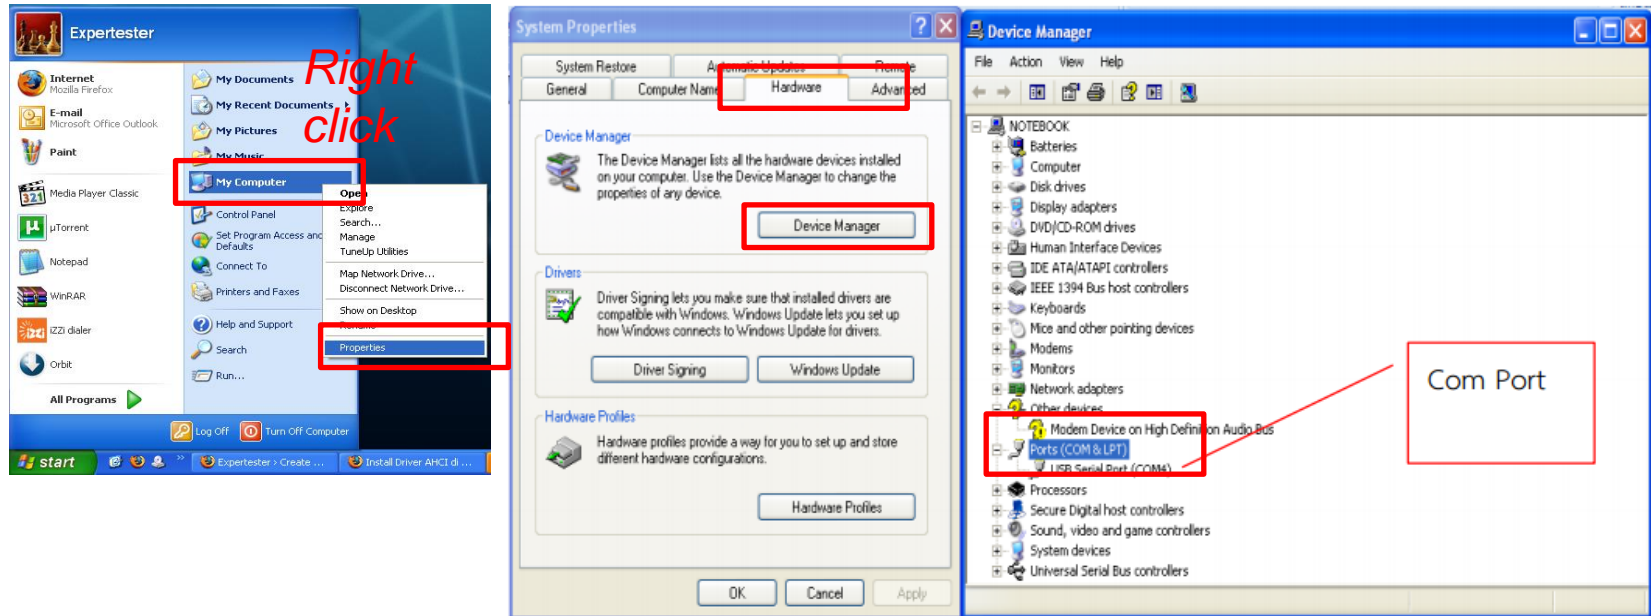 Expertester
Right
click
Internet
Mozilla Firefox
E-mail
Microsoft Office Outlook
Paint
Media Player Classic
µTorrent
Notepad
WinRAR
iZZi dialer
Orbit
All Programs
My Documents
My Recent Documents
My Pictures
My Music
My Computer
Control Panel
Set Program Access and
Defaults
Connect To
Printers and Faxes
Help and Support
Search
Run...
Open
Explore
Search...
Manage
TuneUp Utilities
Map Network Drive...
Disconnect Network Drive...
Show on Desktop
Rename
Properties
Log Off
Turn Off Computer
start
Expertester › Create ...
Install Driver AHCI di ...
System Properties
System Restore
Automatic Updates
Remote
General
Computer Name
Hardware
Advanced
Device Manager
The Device Manager lists all the hardware devices installed
on your computer. Use the Device Manager to change the
properties of any device.
Device Manager
Drivers
Driver Signing lets you make sure that installed drivers are
compatible with Windows. Windows Update lets you set up
how Windows connects to Windows Update for drivers.
Driver Signing
Windows Update
Hardware Profiles
Hardware profiles provide a way for you to set up and store
different hardware configurations.
Hardware Profiles
OK
Cancel
Apply
Device Manager
File Action View Help
NOTEBOOK
Batteries
Computer
Disk drives
Display adapters
DVD/CD-ROM drives
Human Interface Devices
IDE ATA/ATAPI controllers
IEEE 1394 Bus host controllers
Keyboards
Mice and other pointing devices
Modems
Monitors
Network adapters
Other devices
Modem Device on High Definition Audio Bus
Ports (COM & LPT)
USB Serial Port (COM4)
Processors
Secure Digital host controllers
Sound, video and game controllers
System devices
Universal Serial Bus controllers
Com Port